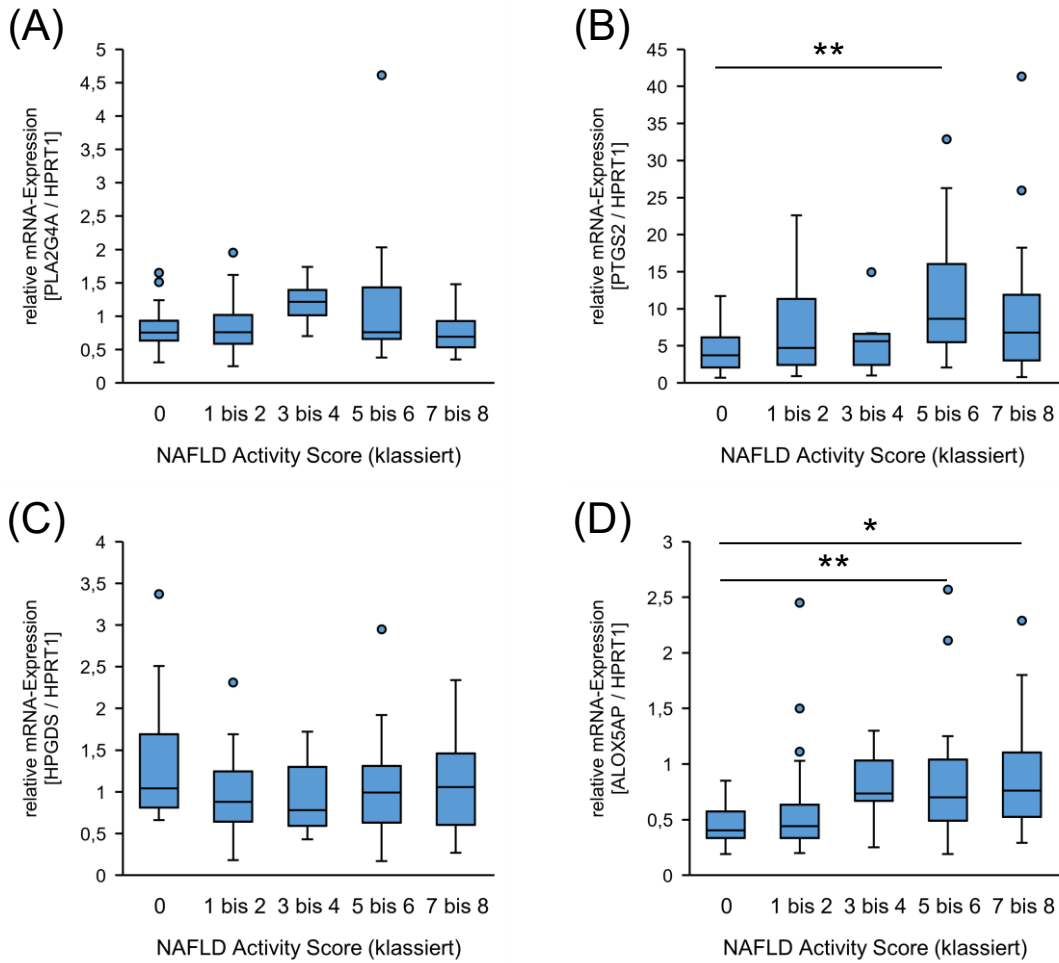 (A)
relative mRNA-Expression
[PLA2G4A / HPRT1]
5
4,5
4
3,5
3
2,5
2
1,5
1
0,5
0
0 1 bis 2 3 bis 4 5 bis 6 7 bis 8
NAFLD Activity Score (klassiert)
(B)
relative mRNA-Expression
[PTGS2 / HPRT1]
45
40
35
30
25
20
15
10
5
0
**
0 1 bis 2 3 bis 4 5 bis 6 7 bis 8
NAFLD Activity Score (klassiert)
(C)
relative mRNA-Expression
[HPGDS / HPRT1]
4
3,5
3
2,5
2
1,5
1
0,5
0
0 1 bis 2 3 bis 4 5 bis 6 7 bis 8
NAFLD Activity Score (klassiert)
(D)
relative mRNA-Expression
[ALOX5AP / HPRT1]
3
2,5
2
1,5
1
0,5
0
*
**
0 1 bis 2 3 bis 4 5 bis 6 7 bis 8
NAFLD Activity Score (klassiert)